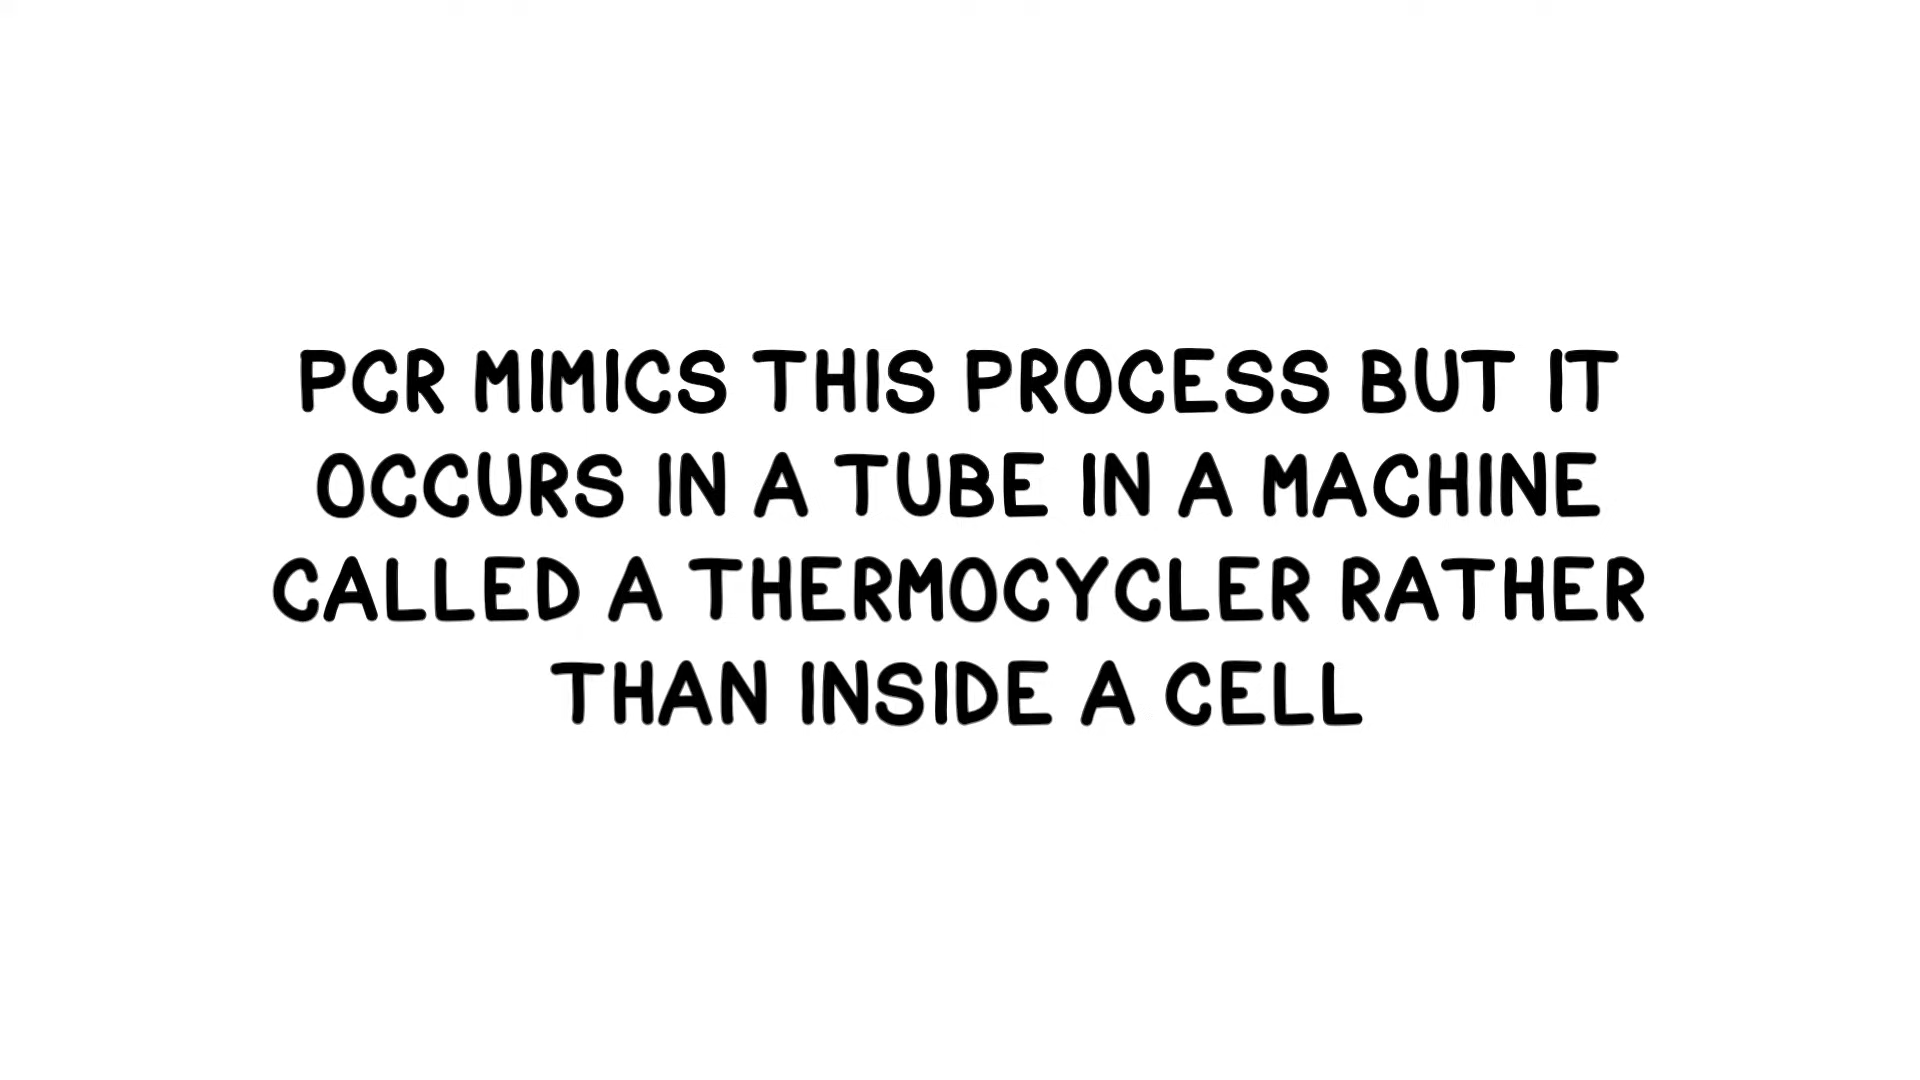 PCR MIMICS THIS PROCESS BUT IT
OCCURS IN A TUBE IN A MACHINE
CALLED A THERMOCYCLER RATHER
THAN INSIDE A CELL